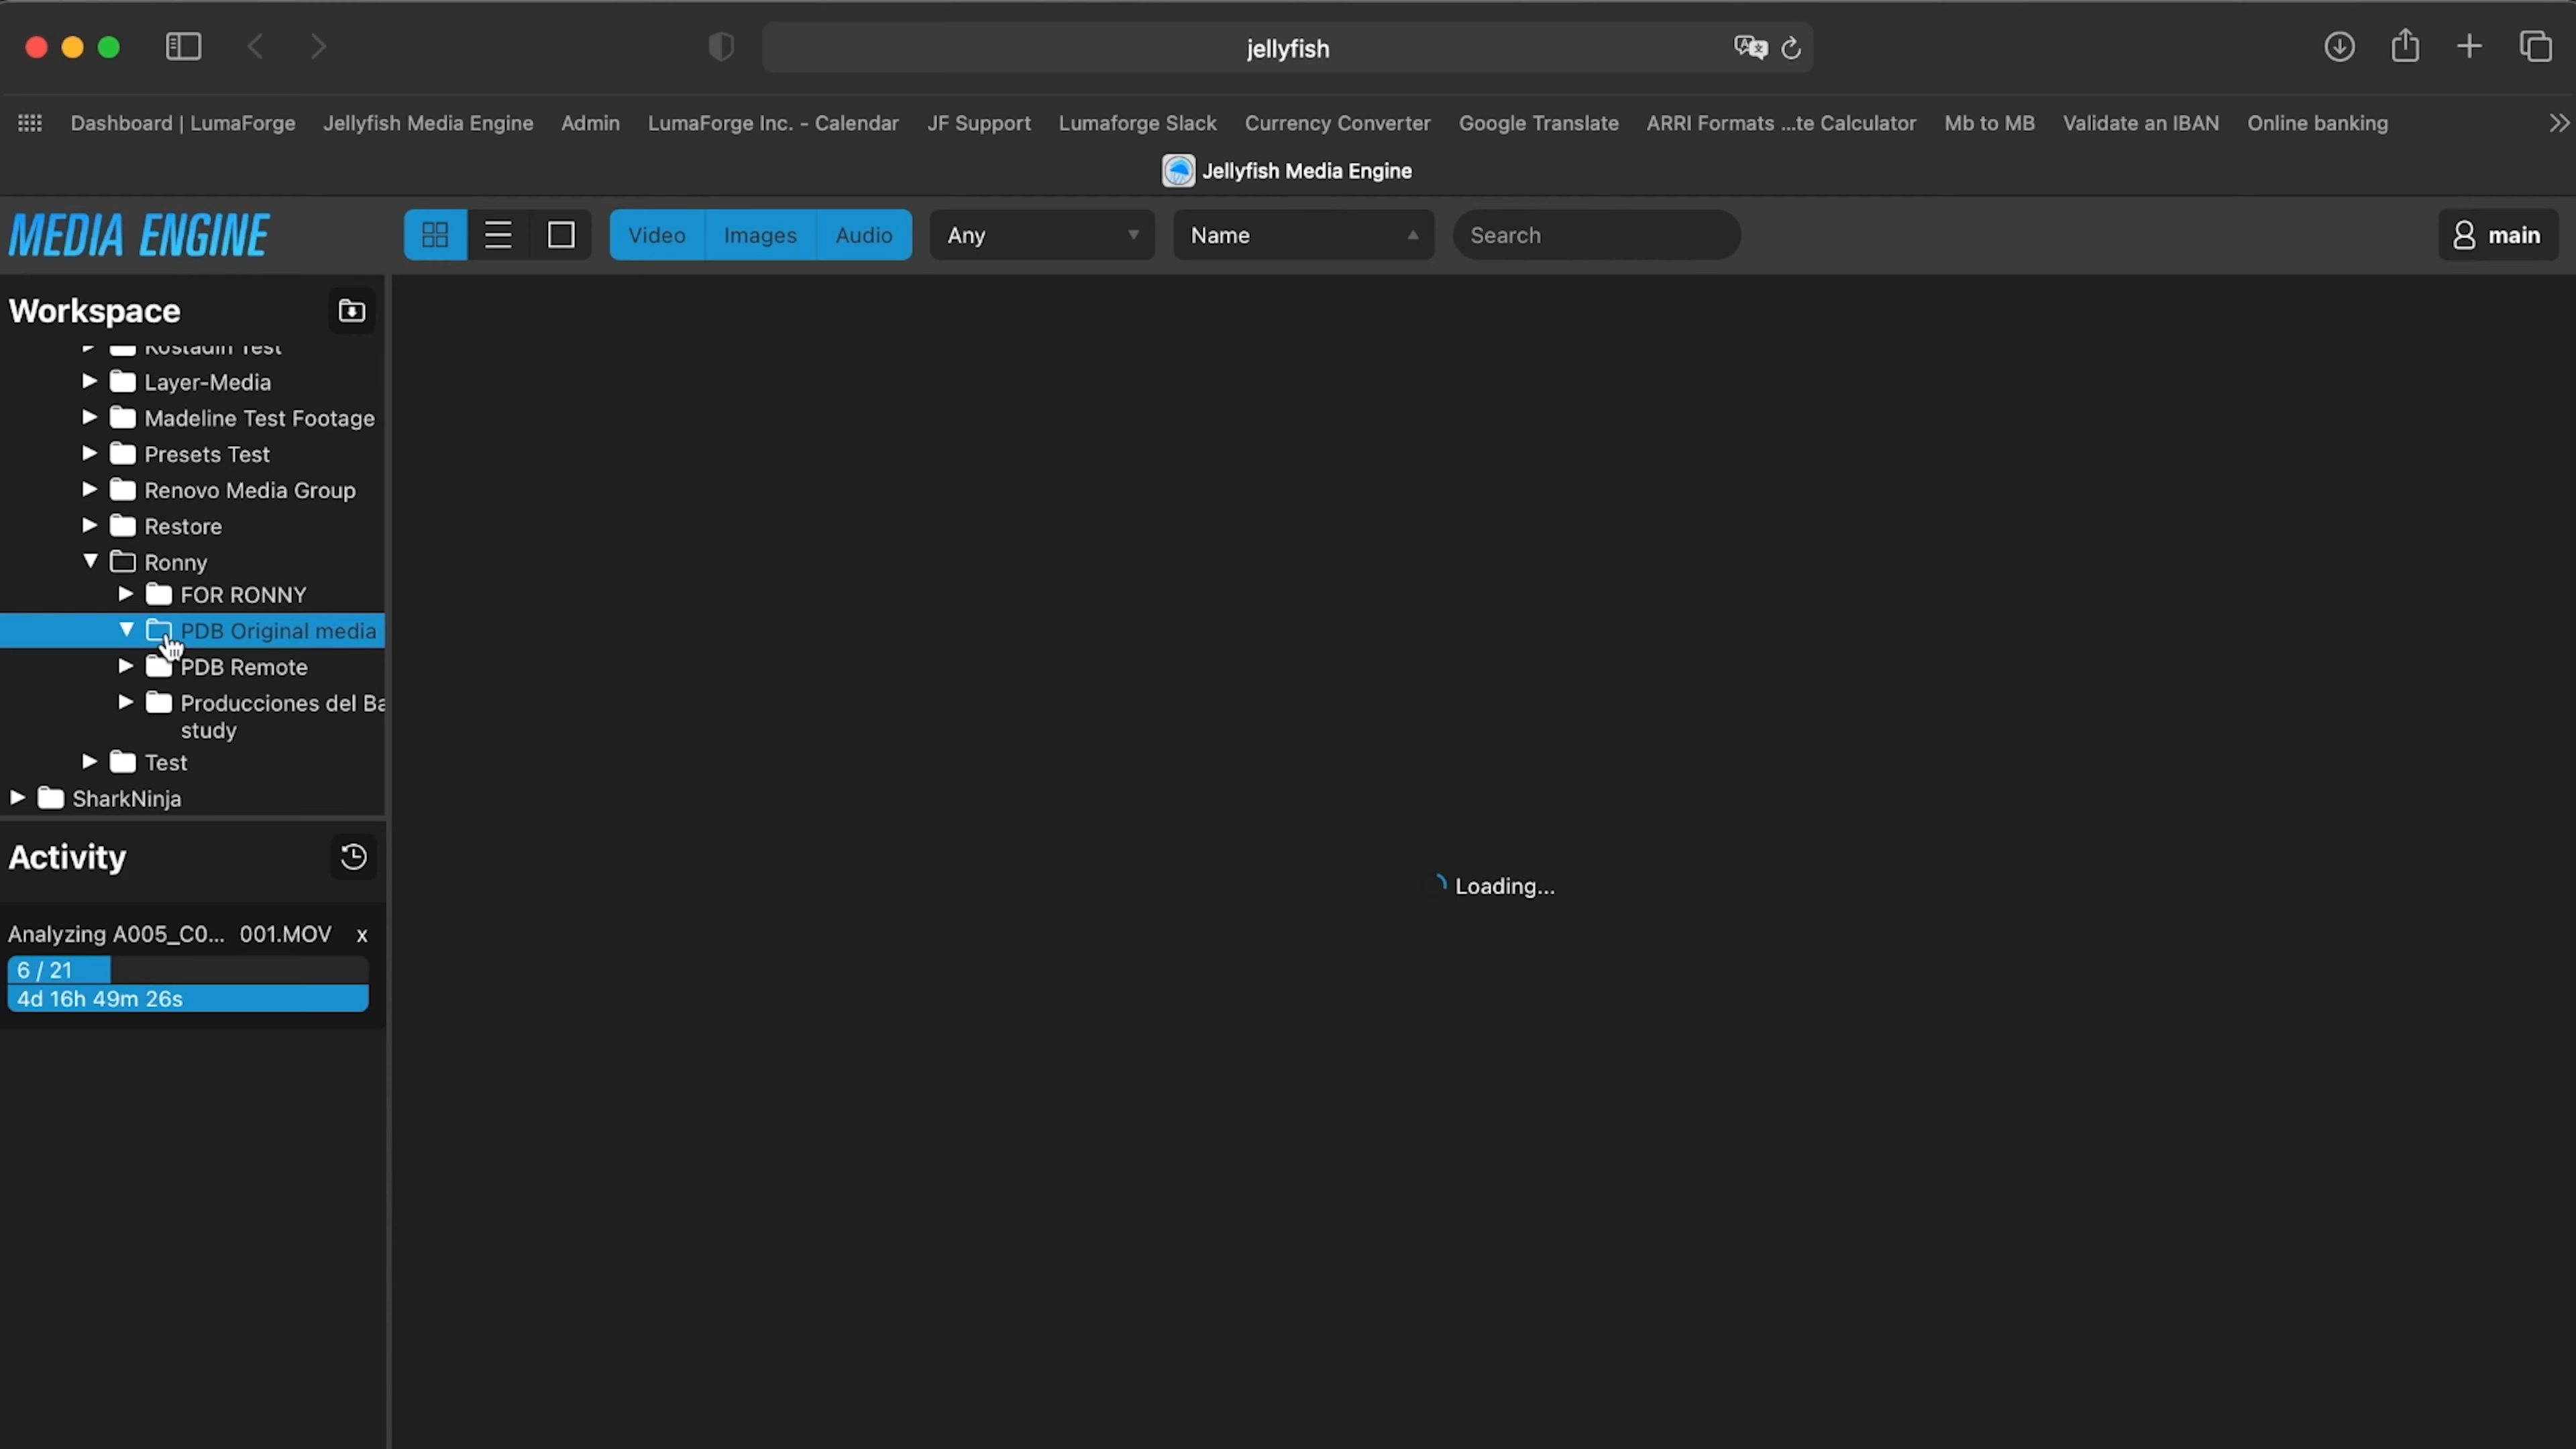 jellyfish
Dashboard | LumaForge
Jellyfish Media Engine
Admin
LumaForge Inc. - Calendar
JF Support
Lumaforge Slack
Currency Converter
Google Translate
ARRI Formats ...te Calculator
Mb to MB
Validate an IBAN
Online banking
Jellyfish Media Engine
MEDIA ENGINE
Video
Images
Audio
Any
Name
Search
main
Workspace
Kostadin Test
Layer-Media
Madeline Test Footage
Presets Test
Renovo Media Group
Restore
Ronny
FOR RONNY
PDB Original media
PDB Remote
Producciones del Ba
study
Test
SharkNinja
Activity
Analyzing A005_C0... 001.MOV x
6 / 21
4d 16h 49m 26s
Loading...